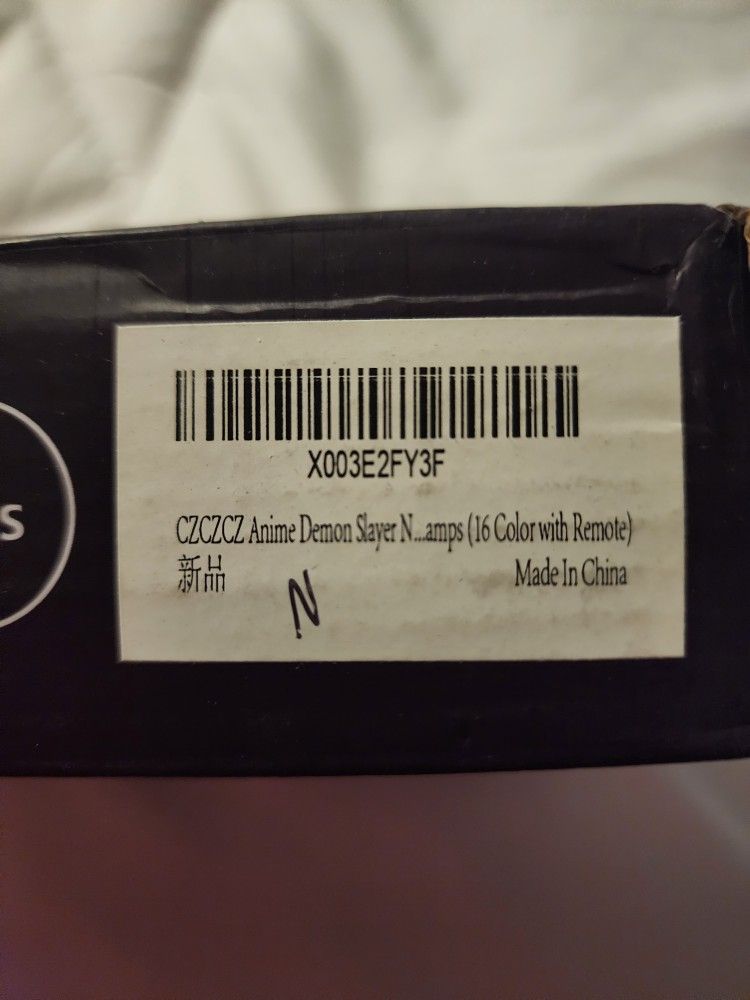 X003E2FY3F
CZCZCZ Anime Demon Slayer N...amps (16 Color with Remote)
新品
Made In China
N
s